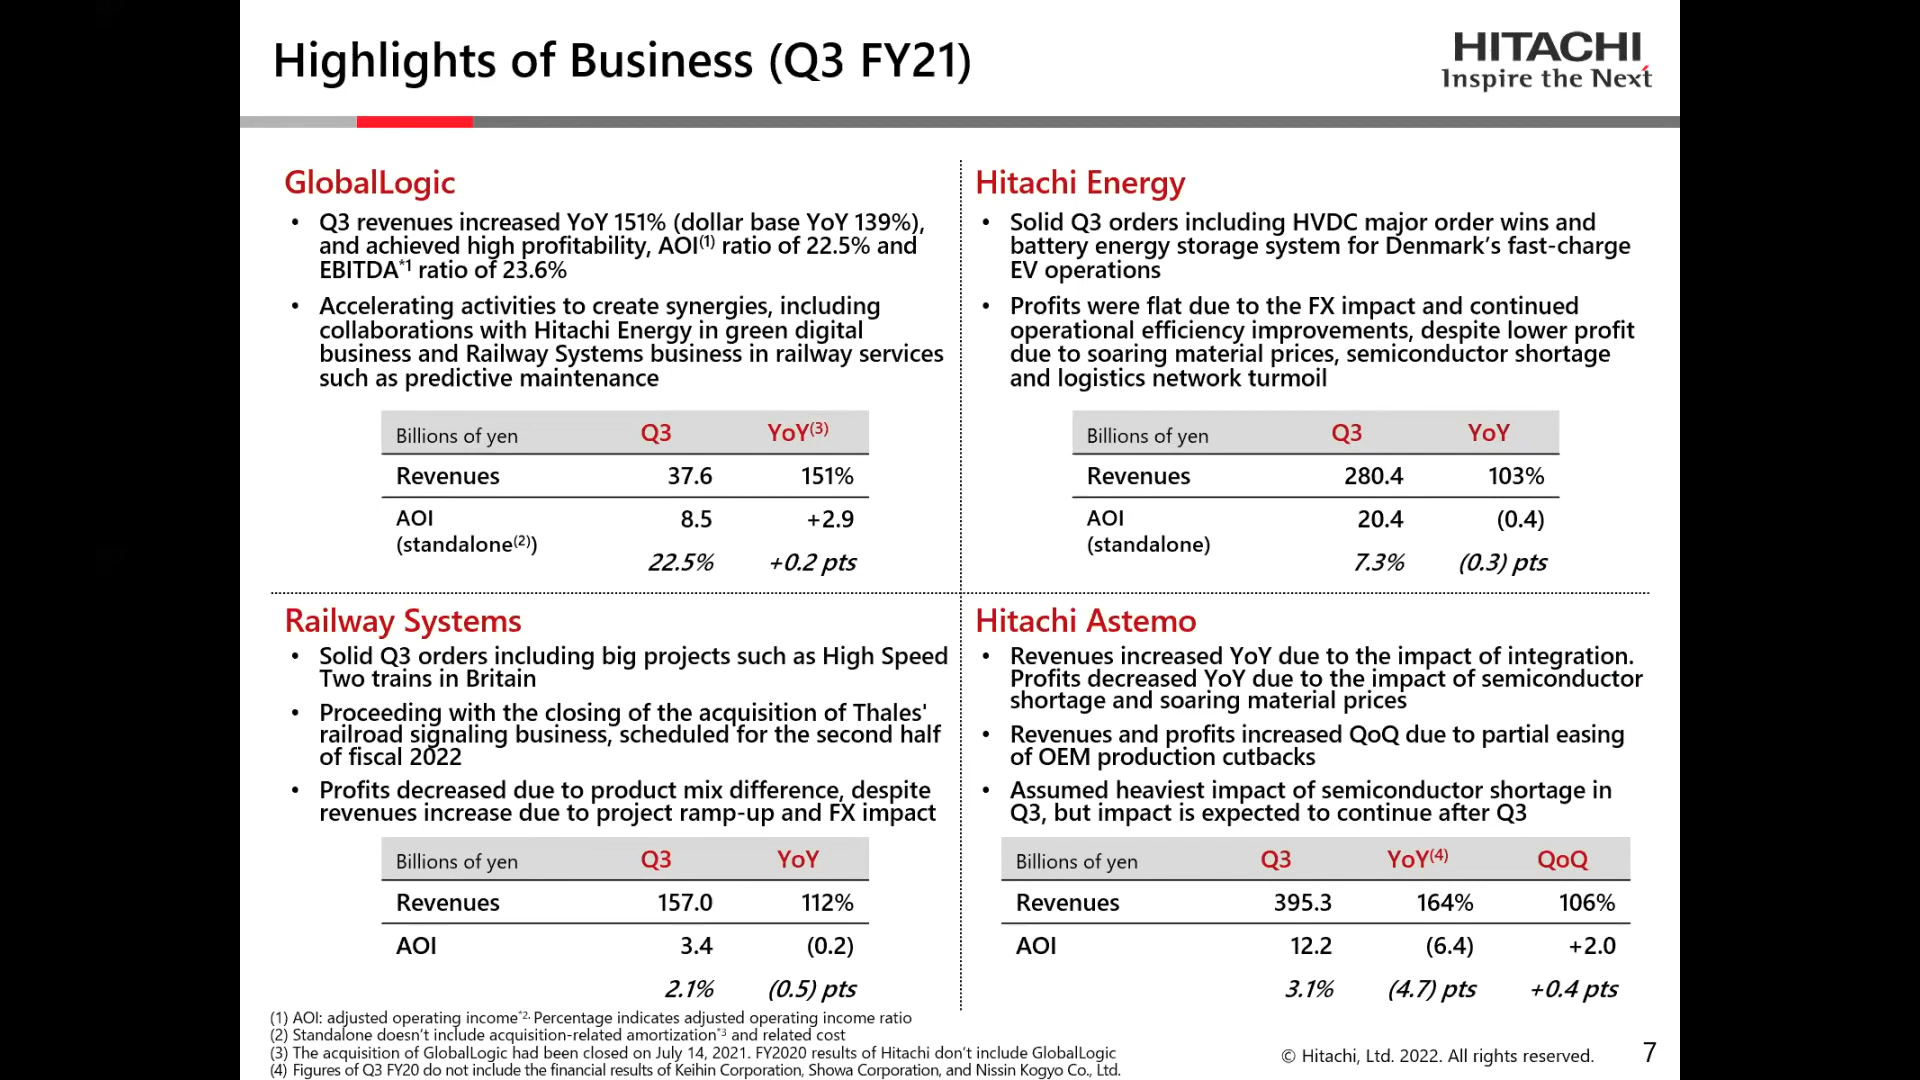 Highlights of Business (Q3 FY21)
HITACHI
Inspire the Next
GlobalLogic
• Q3 revenues increased YoY 151% (dollar base YoY 139%),
and achieved high profitability, AOI(1) ratio of 22.5% and
EBITDA*1 ratio of 23.6%
• Accelerating activities to create synergies, including
collaborations with Hitachi Energy in green digital
business and Railway Systems business in railway services
such as predictive maintenance
Billions of yen Q3 YoY(3)
Revenues 37.6 151%
AOI 8.5 +2.9
(standalone(2))
22.5% +0.2 pts
Hitachi Energy
• Solid Q3 orders including HVDC major order wins and
battery energy storage system for Denmark's fast-charge
EV operations
• Profits were flat due to the FX impact and continued
operational efficiency improvements, despite lower profit
due to soaring material prices, semiconductor shortage
and logistics network turmoil
Billions of yen Q3 YoY
Revenues 280.4 103%
AOI 20.4 (0.4)
(standalone)
7.3% (0.3) pts
Railway Systems
• Solid Q3 orders including big projects such as High Speed
Two trains in Britain
• Proceeding with the closing of the acquisition of Thales'
railroad signaling business, scheduled for the second half
of fiscal 2022
• Profits decreased due to product mix difference, despite
revenues increase due to project ramp-up and FX impact
Billions of yen Q3 YoY
Revenues 157.0 112%
AOI 3.4 (0.2)
2.1% (0.5) pts
Hitachi Astemo
• Revenues increased YoY due to the impact of integration.
Profits decreased YoY due to the impact of semiconductor
shortage and soaring material prices
• Revenues and profits increased QoQ due to partial easing
of OEM production cutbacks
• Assumed heaviest impact of semiconductor shortage in
Q3, but impact is expected to continue after Q3
Billions of yen Q3 YoY(4) QoQ
Revenues 395.3 164% 106%
AOI 12.2 (6.4) +2.0
3.1% (4.7) pts +0.4 pts
(1) AOI: adjusted operating income*2. Percentage indicates adjusted operating income ratio
(2) Standalone doesn't include acquisition-related amortization*3 and related cost
(3) The acquisition of GlobalLogic had been closed on July 14, 2021. FY2020 results of Hitachi don't include GlobalLogic
(4) Figures of Q3 FY20 do not include the financial results of Keihin Corporation, Showa Corporation, and Nissin Kogyo Co., Ltd.
© Hitachi, Ltd. 2022. All rights reserved. 7